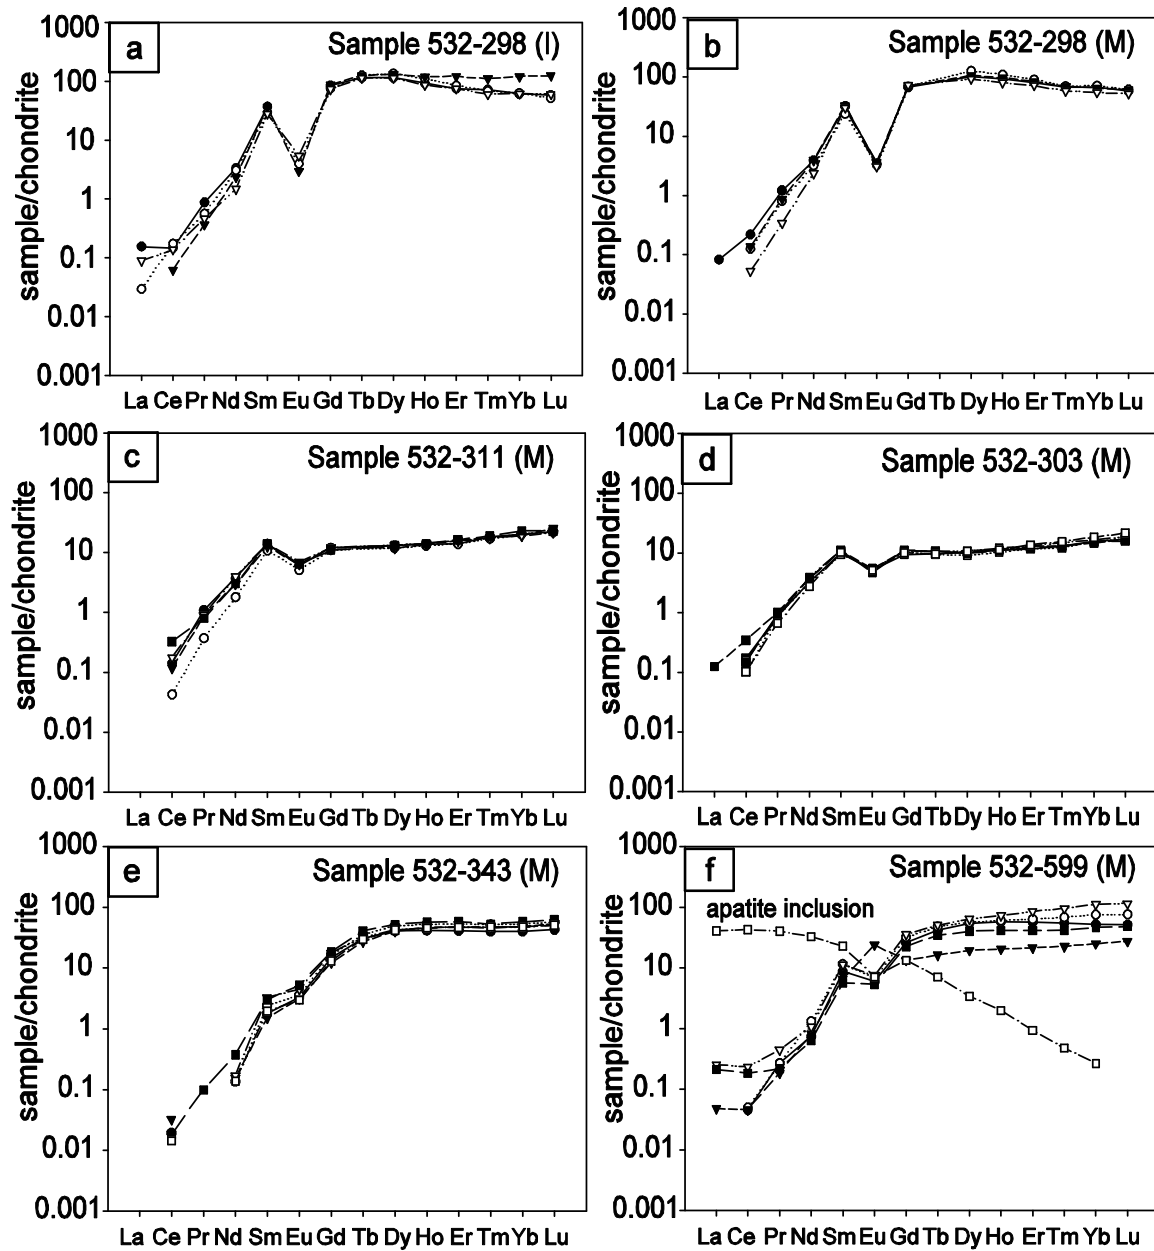 a
Sample 532-298 (I)
sample/chondrite
1000
100
10
1
0.1
0.01
0.001
La Ce Pr Nd Sm Eu Gd Tb Dy Ho Er Tm Yb Lu
b
Sample 532-298 (M)
sample/chondrite
1000
100
10
1
0.1
0.01
0.001
La Ce Pr Nd Sm Eu Gd Tb Dy Ho Er Tm Yb Lu
c
Sample 532-311 (M)
sample/chondrite
1000
100
10
1
0.1
0.01
0.001
La Ce Pr Nd Sm Eu Gd Tb Dy Ho Er Tm Yb Lu
d
Sample 532-303 (M)
sample/chondrite
1000
100
10
1
0.1
0.01
0.001
La Ce Pr Nd Sm Eu Gd Tb Dy Ho Er Tm Yb Lu
e
Sample 532-343 (M)
sample/chondrite
1000
100
10
1
0.1
0.01
0.001
La Ce Pr Nd Sm Eu Gd Tb Dy Ho Er Tm Yb Lu
f
Sample 532-599 (M)
apatite inclusion
sample/chondrite
1000
100
10
1
0.1
0.01
0.001
La Ce Pr Nd Sm Eu Gd Tb Dy Ho Er Tm Yb Lu